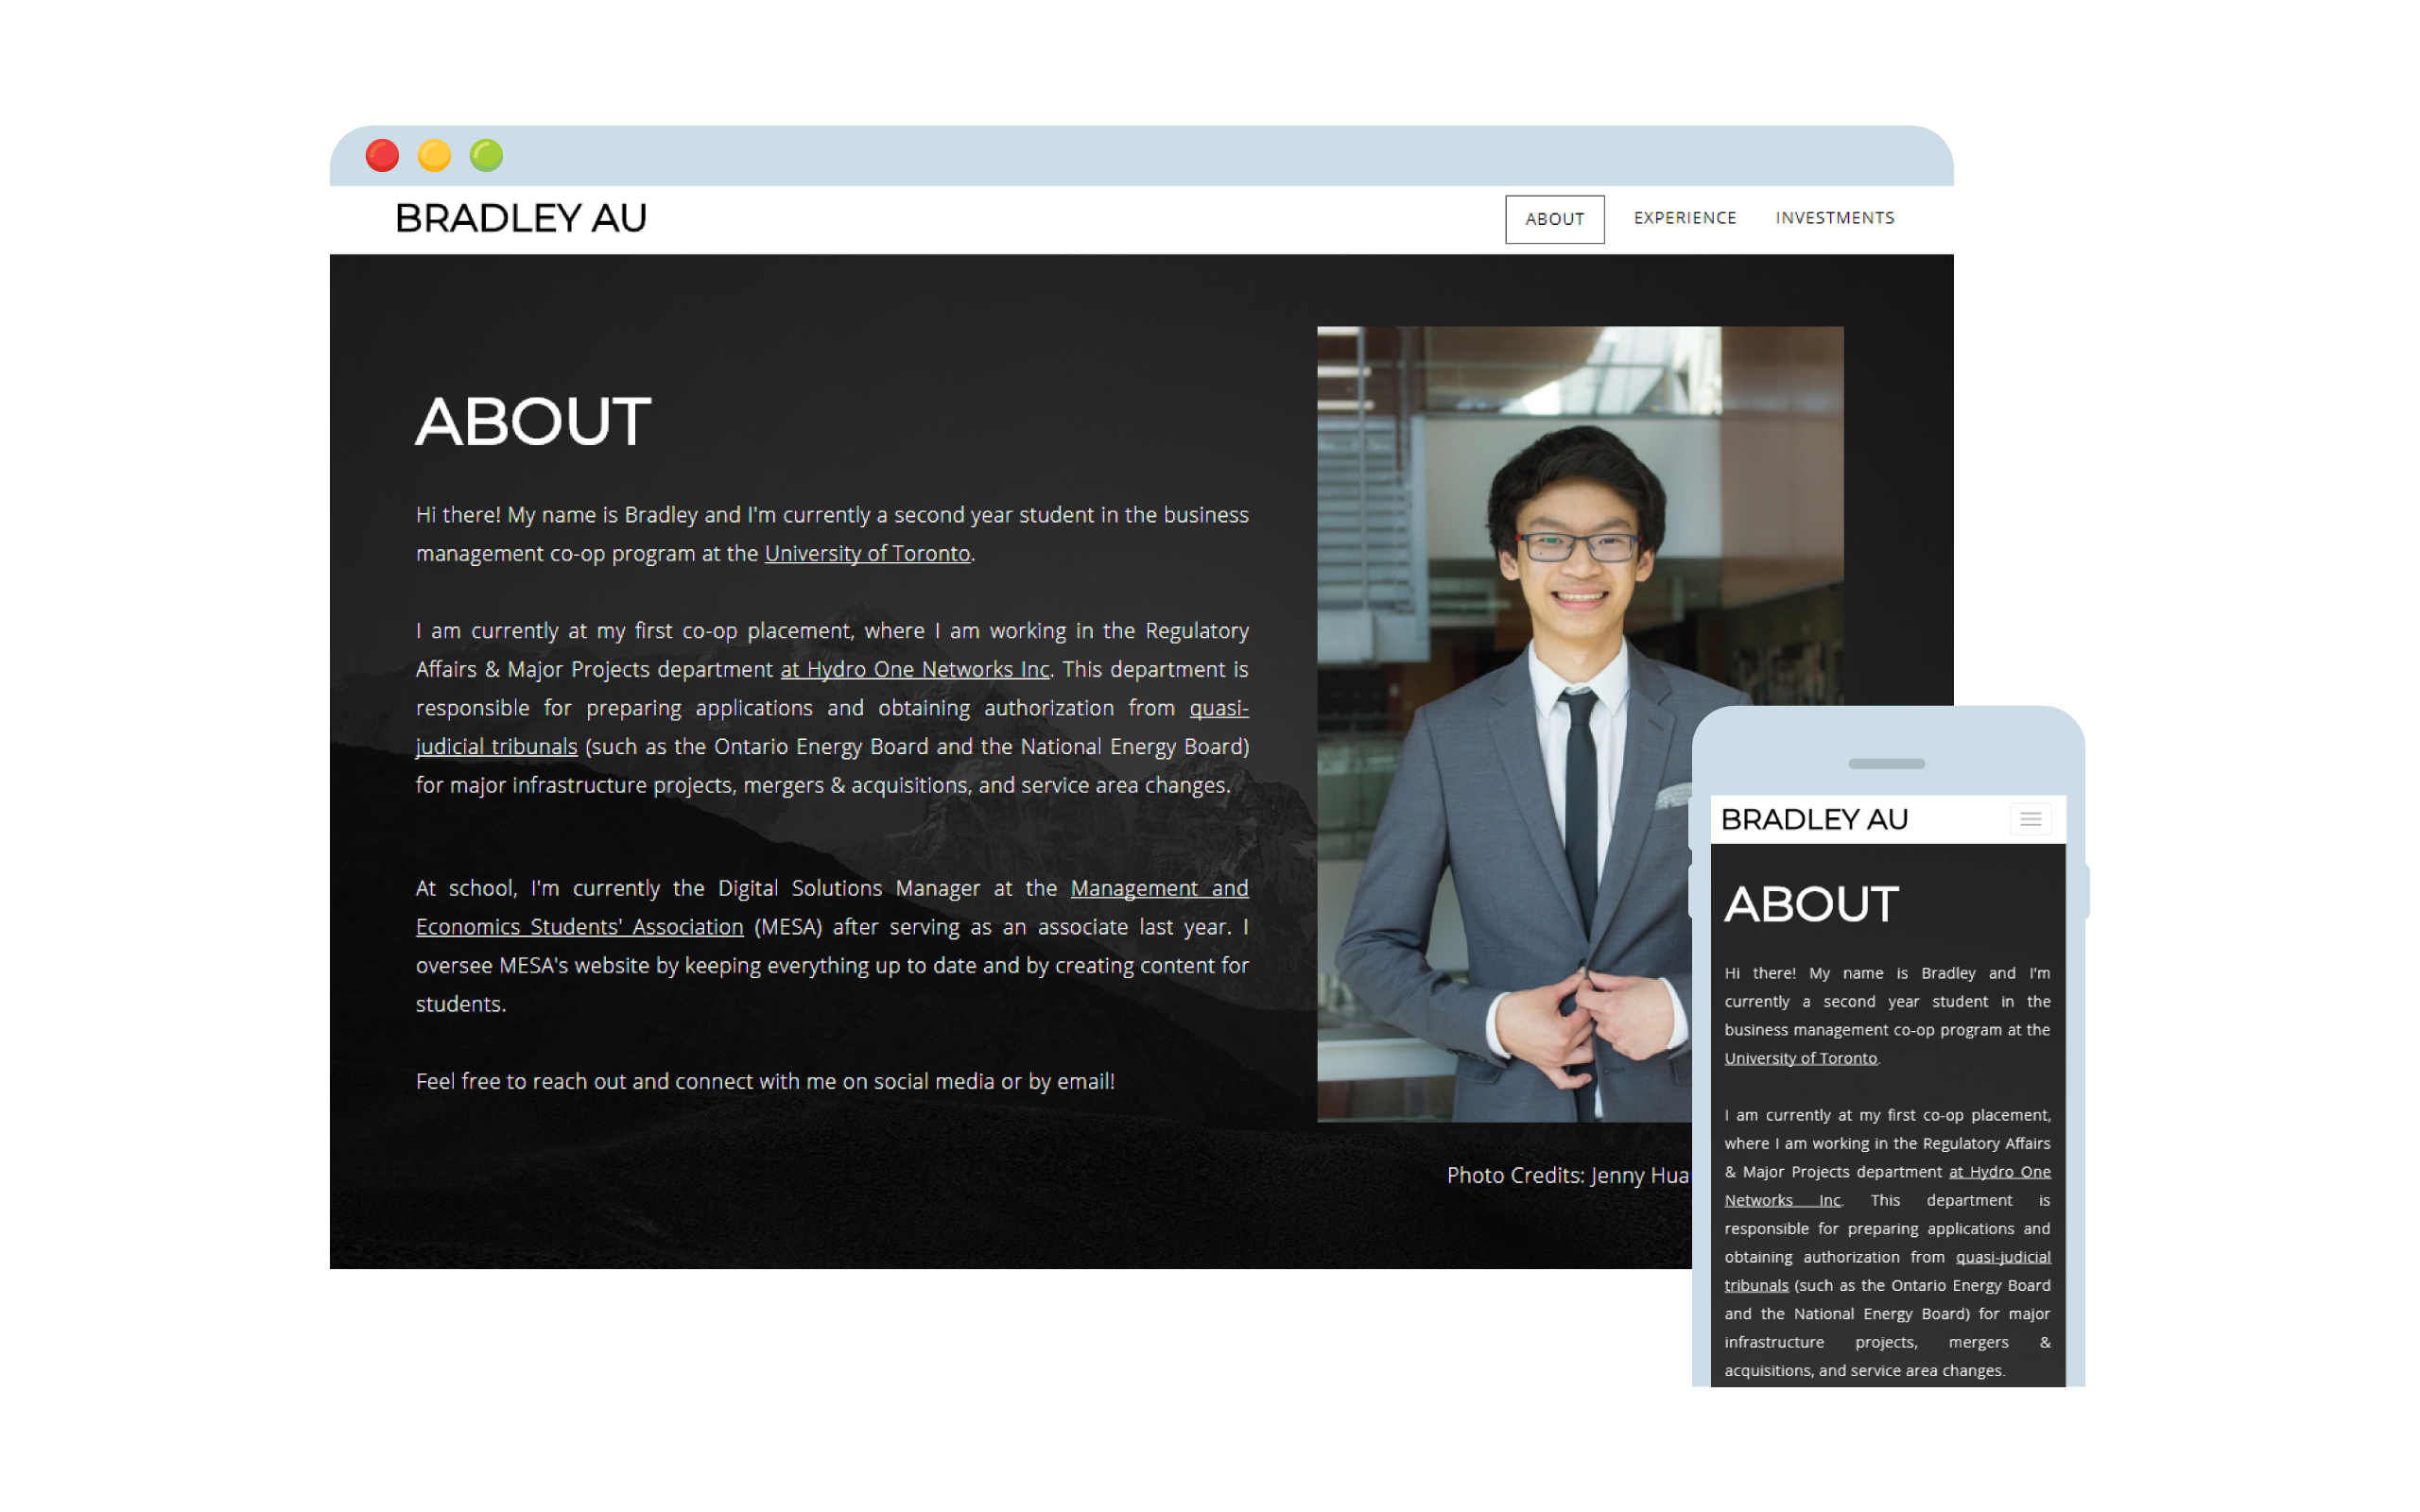 BRADLEY AU
ABOUT EXPERIENCE INVESTMENTS
ABOUT
Hi there! My name is Bradley and I'm currently a second year student in the business
management co-op program at the University of Toronto.
I am currently at my first co-op placement, where I am working in the Regulatory
Affairs & Major Projects department at Hydro One Networks Inc. This department is
responsible for preparing applications and obtaining authorization from quasi-
judicial tribunals (such as the Ontario Energy Board and the National Energy Board)
for major infrastructure projects, mergers & acquisitions, and service area changes.
At school, I'm currently the Digital Solutions Manager at the Management and
Economics Students' Association (MESA) after serving as an associate last year. I
oversee MESA's website by keeping everything up to date and by creating content for
students.
Feel free to reach out and connect with me on social media or by email!
Photo Credits: Jenny
BRADLEY AU
ABOUT
Hi there! My name is Bradley and I'm
currently a second year student in the
business management co-op program at the
University of Toronto.
I am currently at my first co-op placement,
where I am working in the Regulatory Affairs
& Major Projects department at Hydro One
Networks Inc. This department is
responsible for preparing applications and
obtaining authorization from quasi-judicial
tribunals (such as the Ontario Energy Board
and the National Energy Board) for major
infrastructure projects, mergers &
acquisitions, and service area changes.